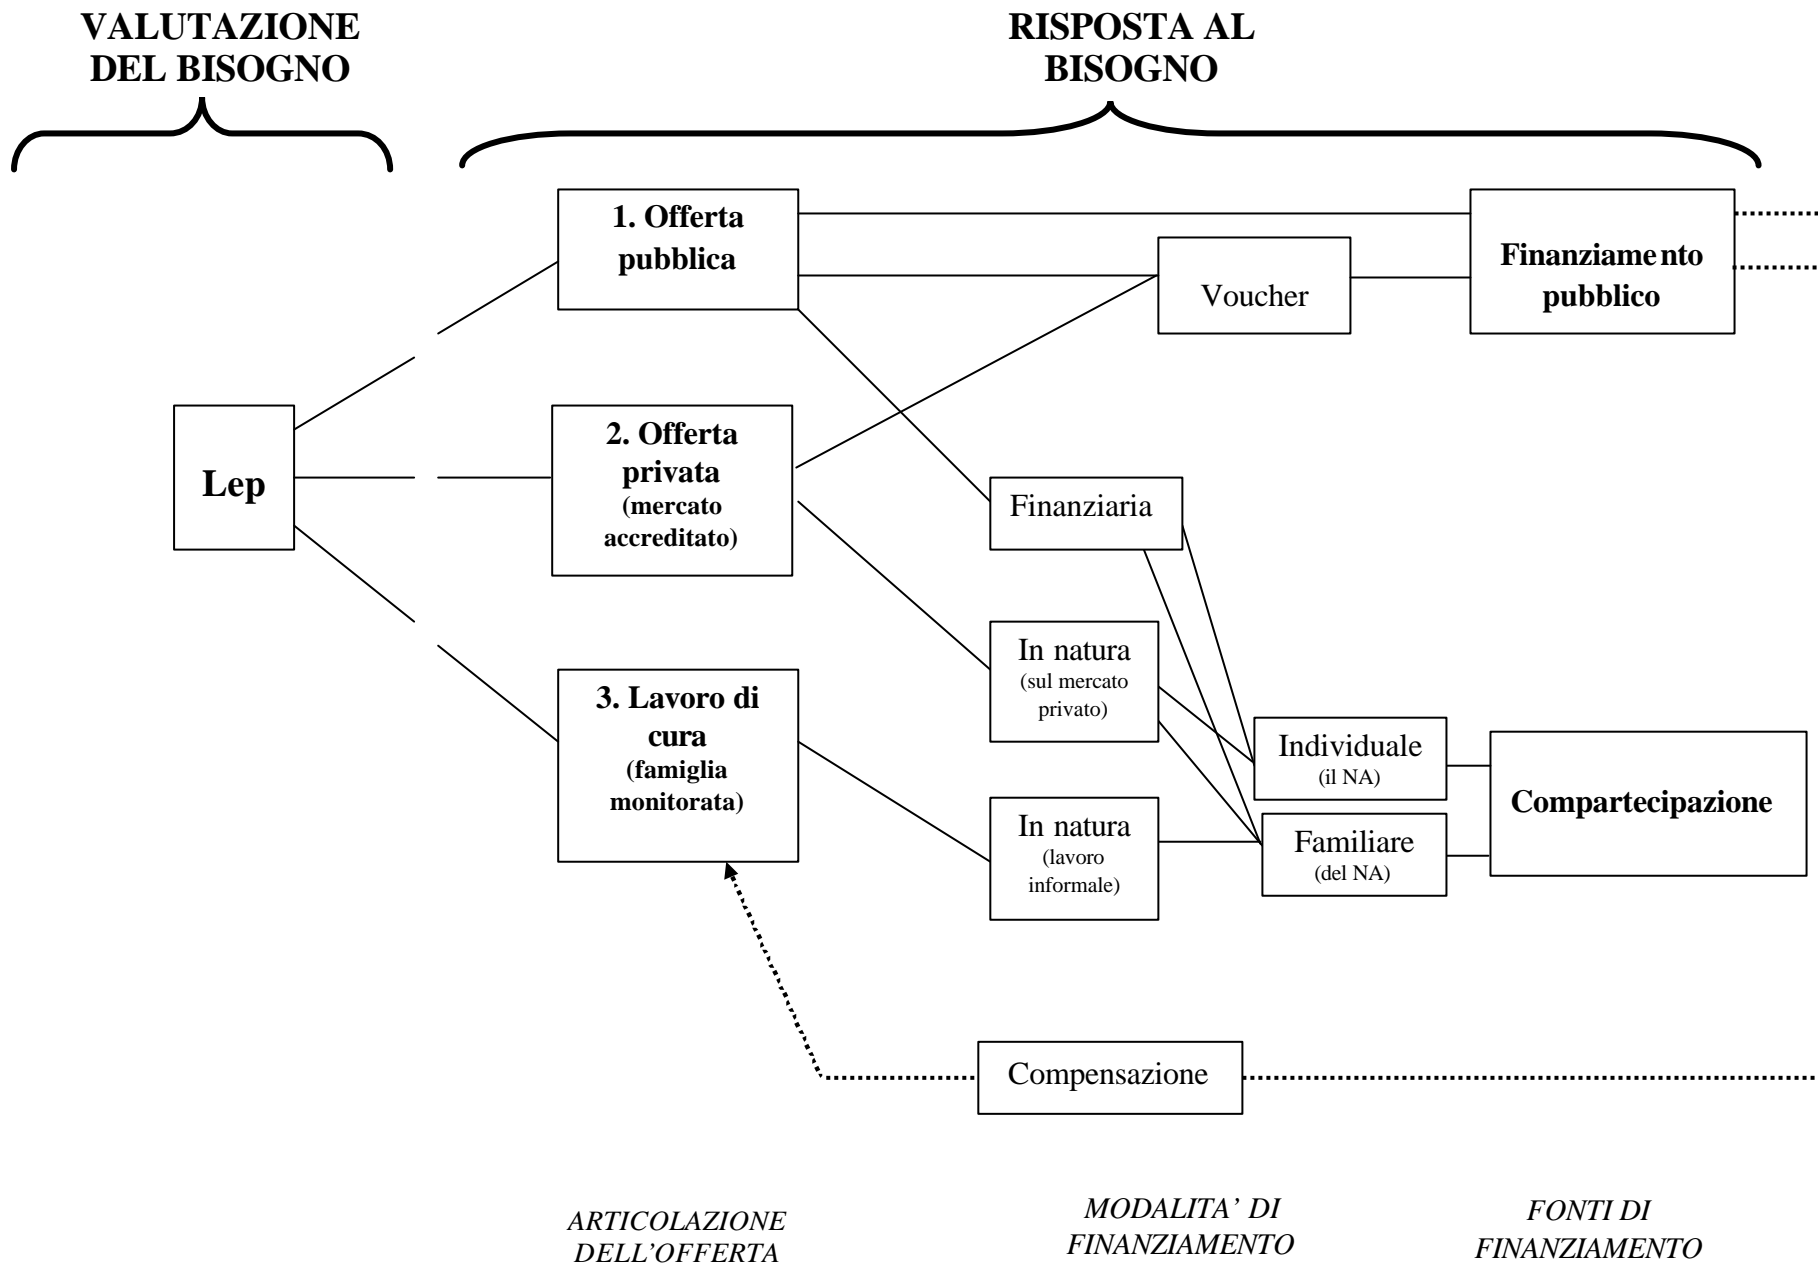 VALUTAZIONE
DEL BISOGNO
RISPOSTA AL
BISOGNO
1. Offerta
pubblica
Voucher
Finanziamento
pubblico
Lep
2. Offerta
privata
(mercato
accreditato)
Finanziaria
In natura
(sul mercato
privato)
3. Lavoro di
cura
(famiglia
monitorata)
In natura
(lavoro
informale)
Individuale
(il NA)
Familiare
(del NA)
Compartecipazione
Compensazione
ARTICOLAZIONE
DELL’OFFERTA
MODALITA’ DI
FINANZIAMENTO
FONTI DI
FINANZIAMENTO